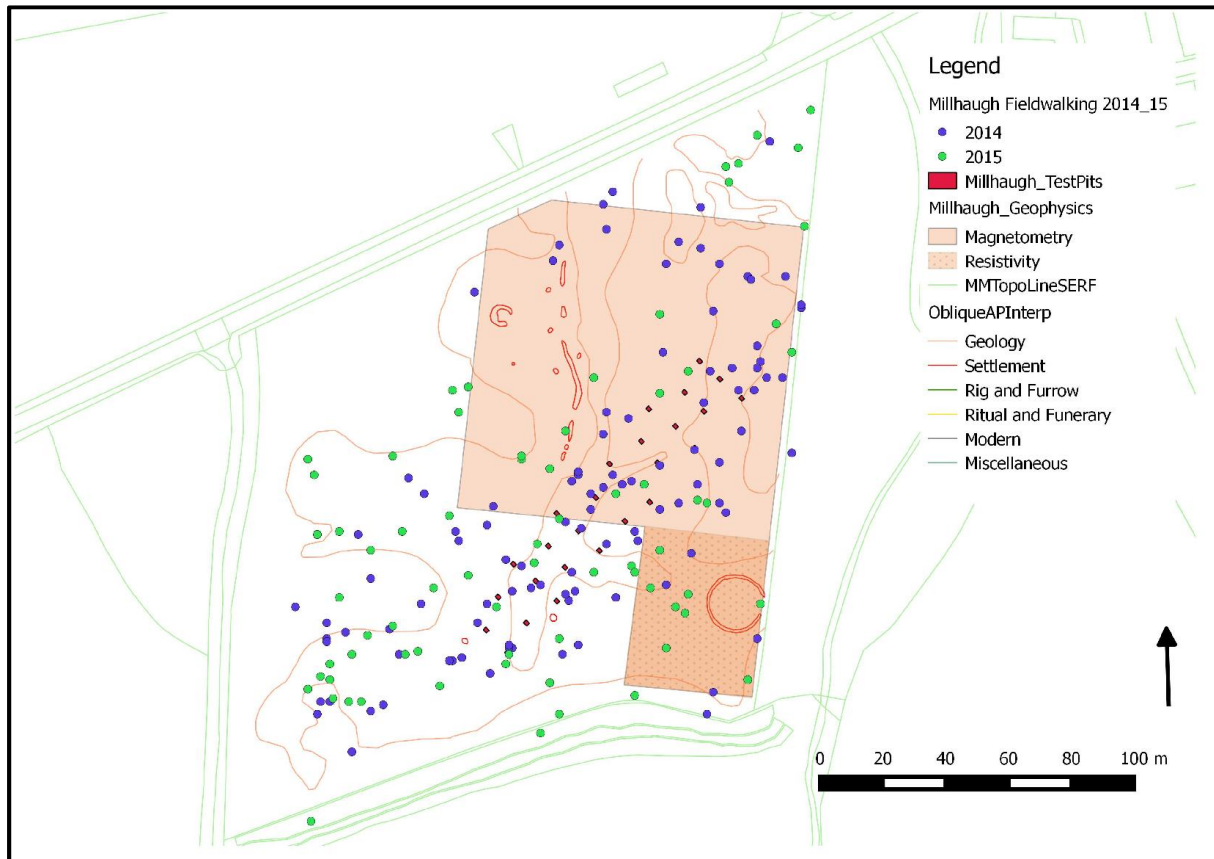 Legend
Millhaugh Fieldwalking 2014_15
2014
2015
Millhaugh_TestPits
Millhaugh_Geophysics
Magnetometry
Resistivity
MMTopoLineSERF
ObliqueAPInterp
Geology
Settlement
Rig and Furrow
Ritual and Funerary
Modern
Miscellaneous
0 20 40 60 80 100 m